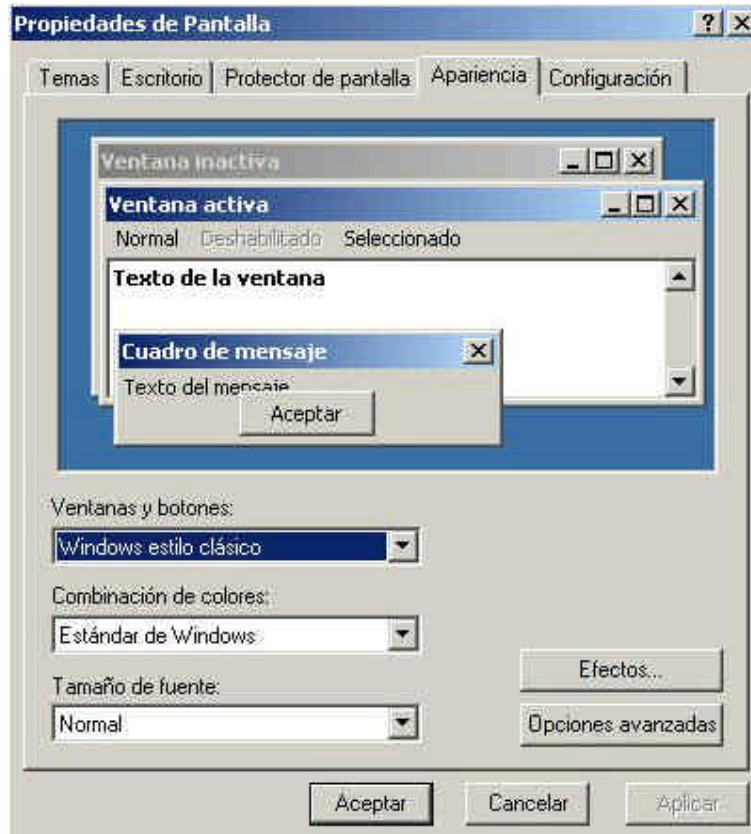 Propiedades de Pantalla
Temas Escritorio Protector de pantalla Apariencia Configuración
Ventana inactiva
Ventana activa
Normal Deshabilitado Seleccionado
Texto de la ventana
Cuadro de mensaje
Texto del mensaje
Aceptar
Ventanas y botones:
Windows estilo clásico
Combinación de colores:
Estándar de Windows
Efectos...
Tamaño de fuente:
Normal
Opciones avanzadas
Aceptar Cancelar Aplicar